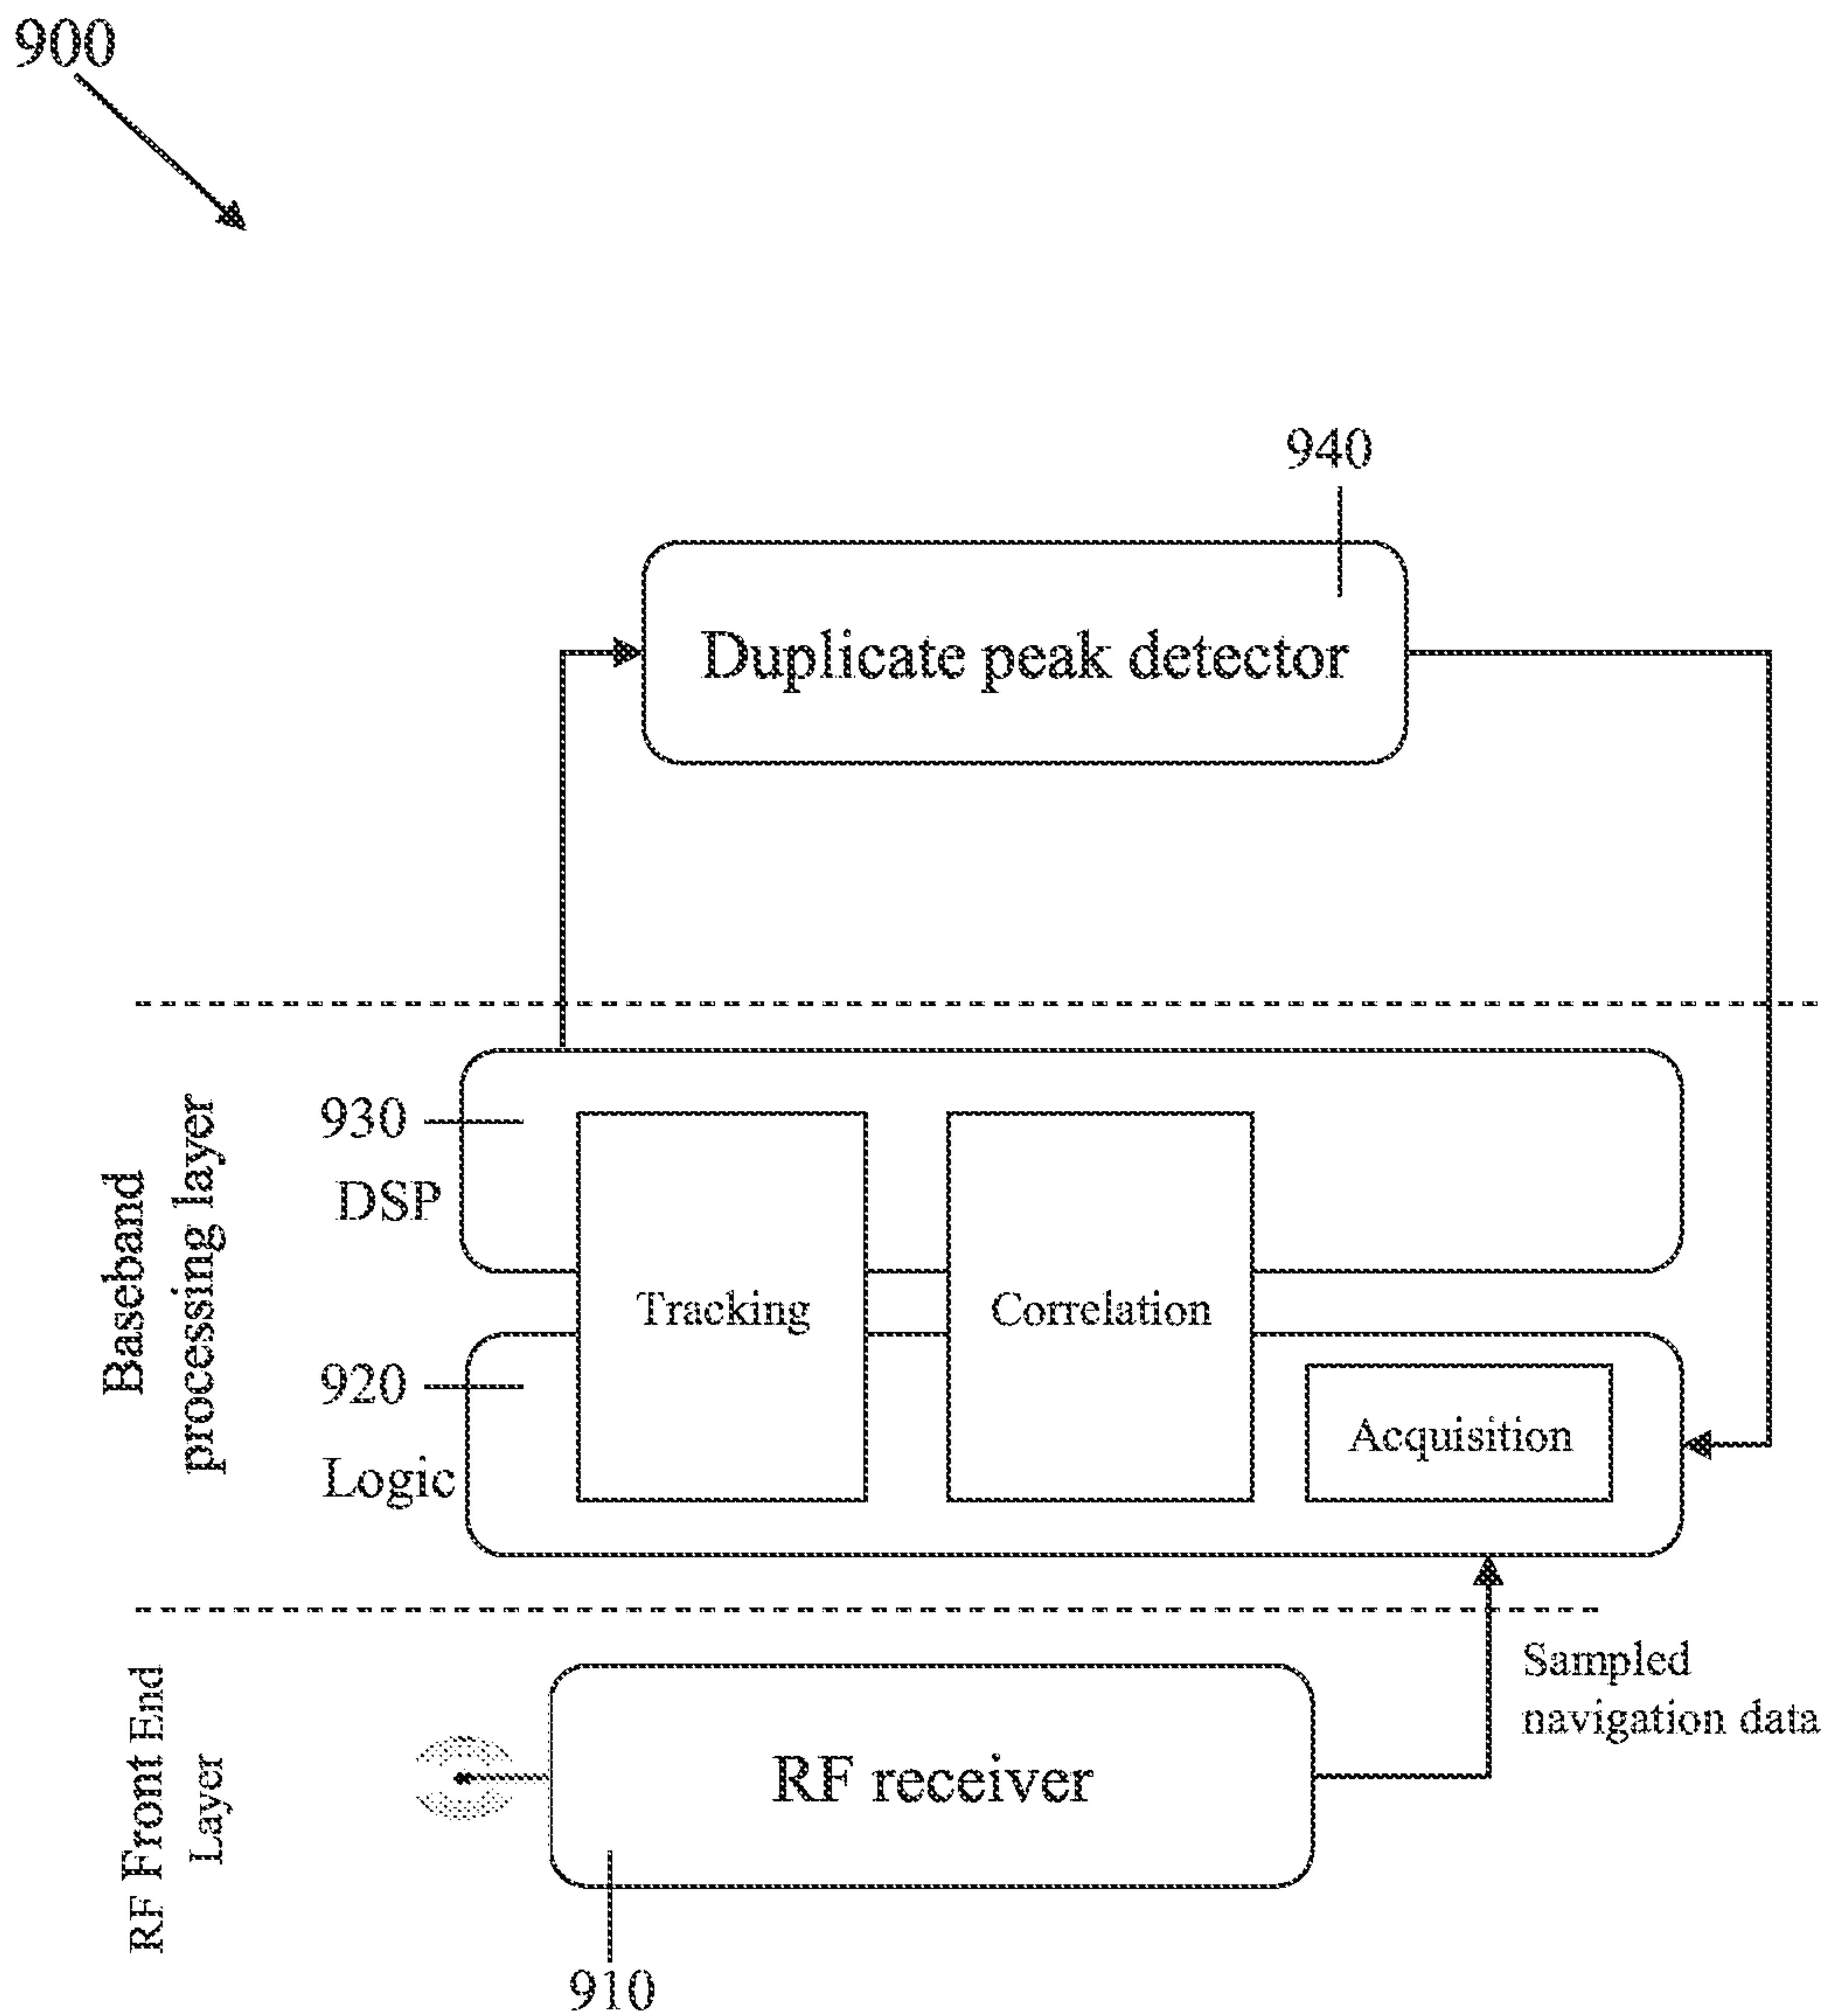 900
940
Duplicate peak detector
Baseband
processing layer
930
DSP
Tracking
Correlation
920
Logic
Acquisition
RF Front End
Layer
Sampled
navigation data
RF receiver
910